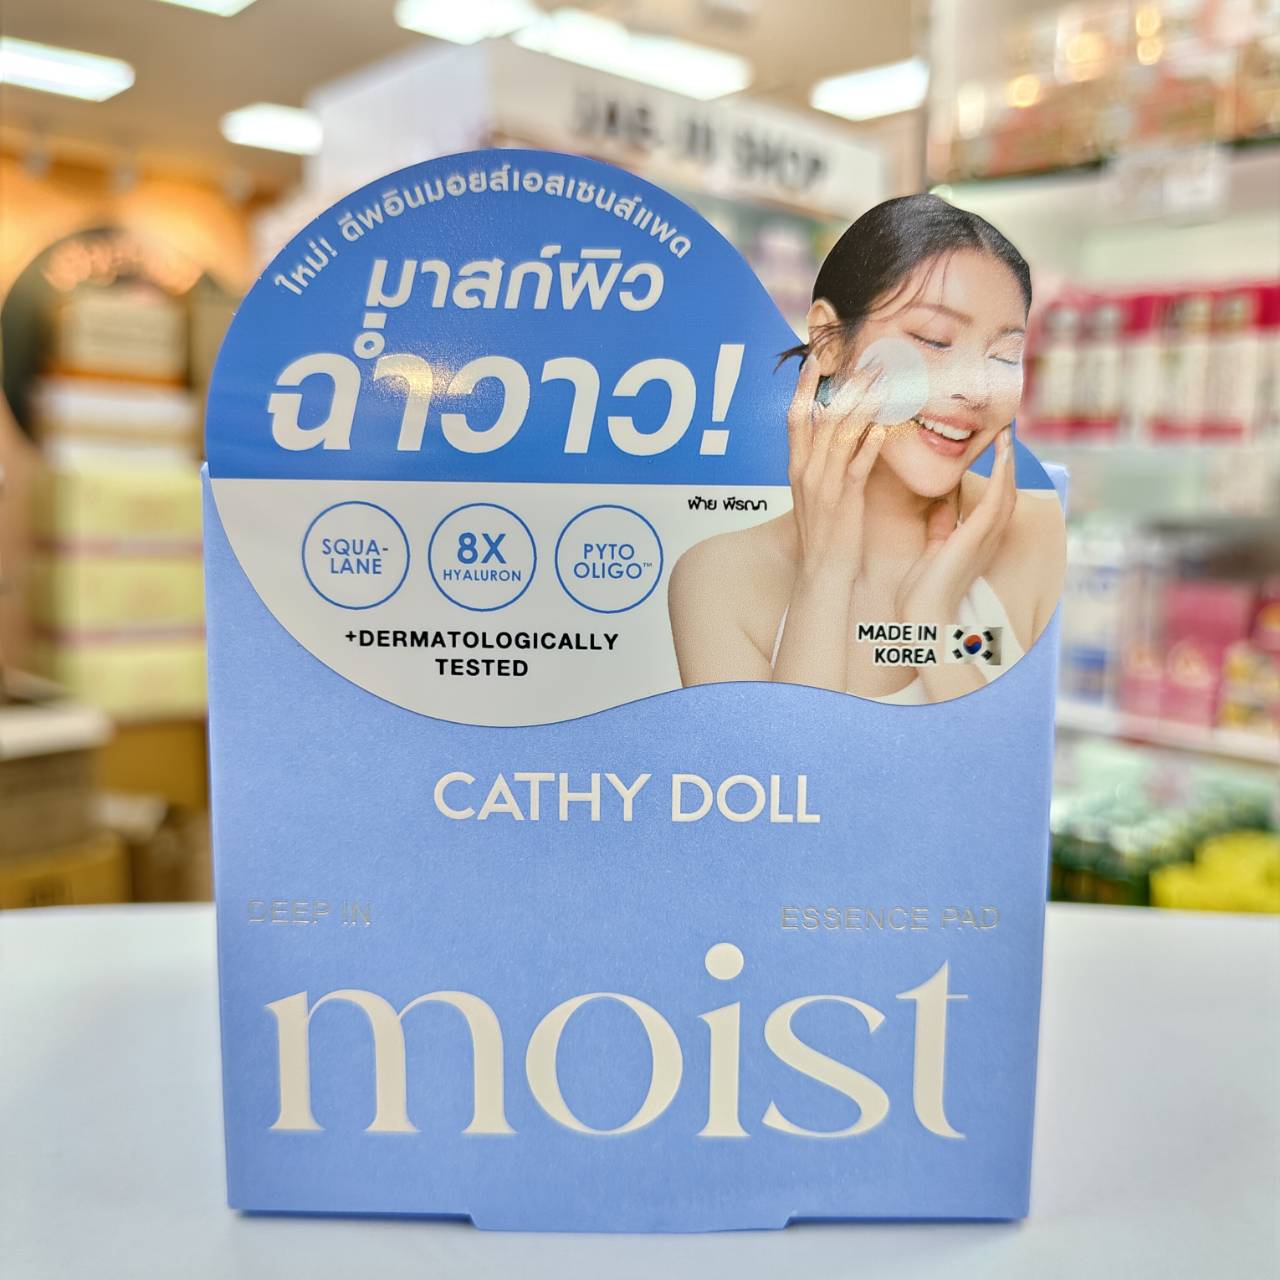 ใหม่! ดีพอินมอยส์เอสเซนส์แพด
มาสก์ผิว
ฉ่ำวาว!
ฝ้าย พีรญา
SQUA-
LANE
8X
HYALURON
PYTO
OLIGO™
+DERMATOLOGICALLY
TESTED
MADE IN
KOREA
CATHY DOLL
DEEP IN
ESSENCE PAD
moist